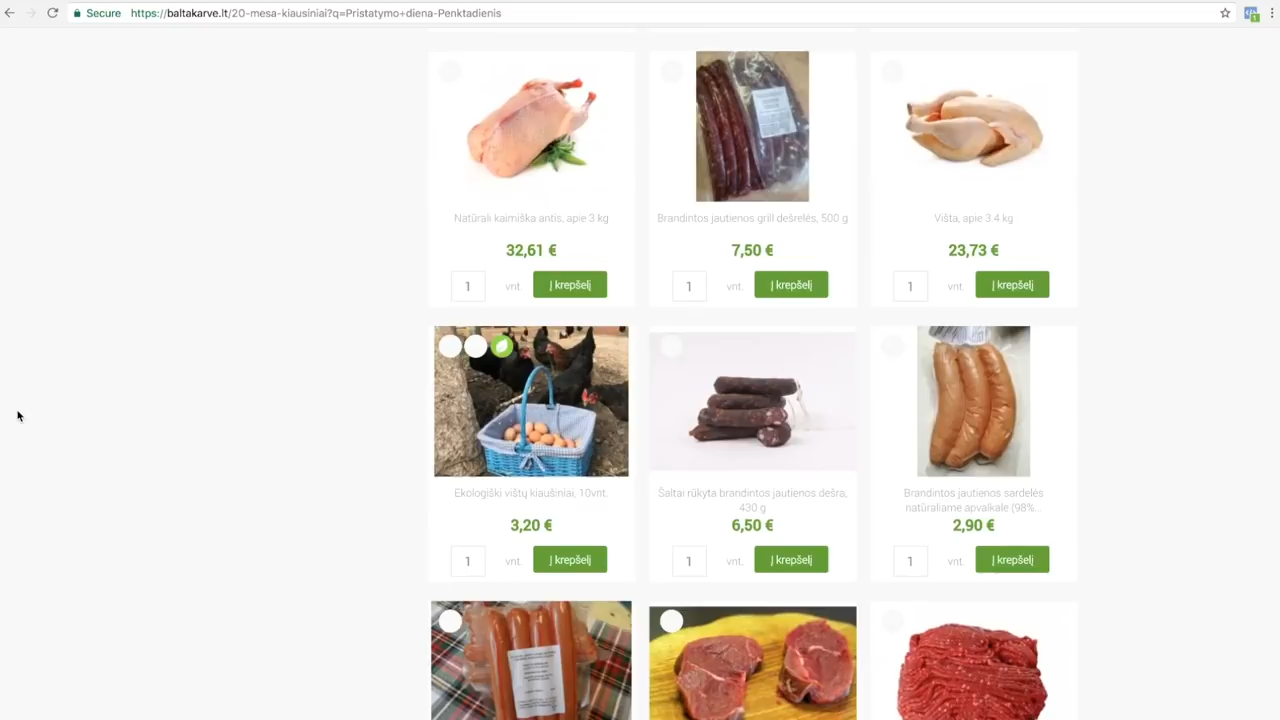 Secure https://baltakarve.lt/20-mesa-kiausiniai?q=Pristatymo+diena-Penktadienis
Natūrali kaimiška antis, apie 3 kg
Brandintos jautienos grill dešrelės, 500 g
Višta, apie 3.4 kg
32,61 €
7,50 €
23,73 €
1 vnt. Į krepšelį
1 vnt. Į krepšelį
1 vnt. Į krepšelį
Ekologiški vištų kiaušiniai, 10vnt.
Šaltai rūkyta brandintos jautienos dešra,
430 g
Brandintos jautienos sardelės
natūraliame apvalkale (98%...
3,20 €
6,50 €
2,90 €
1 vnt. Į krepšelį
1 vnt. Į krepšelį
1 vnt. Į krepšelį